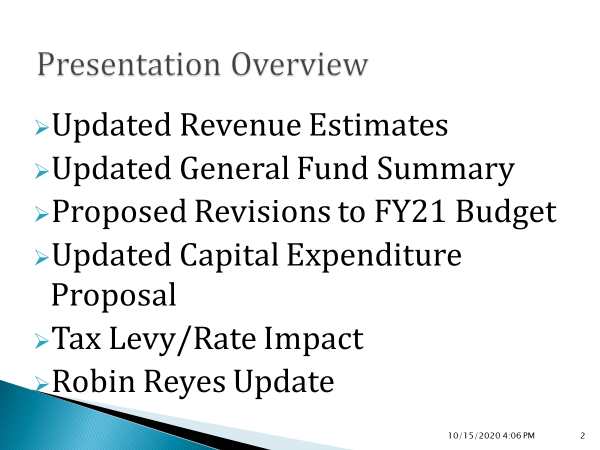 Presentation Overview
Updated Revenue Estimates
Updated General Fund Summary
Proposed Revisions to FY21 Budget
Updated Capital Expenditure
Proposal
Tax Levy/Rate Impact
Robin Reyes Update
10/15/2020 4:06 PM 2